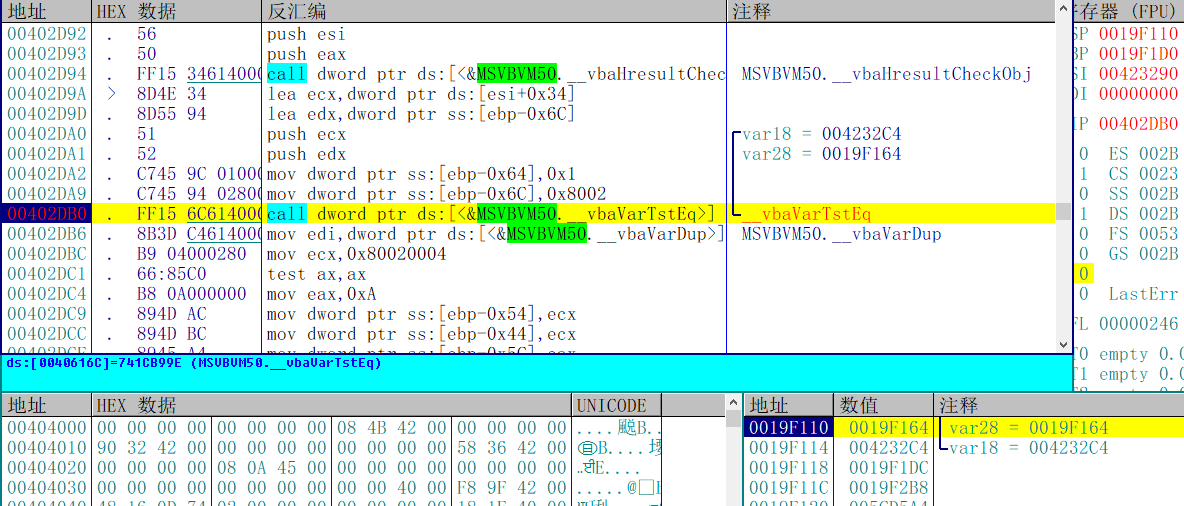 地址 HEX 数据 反汇编 注释 存器 (FPU)
00402D92 . 56 push esi SP 0019F110
00402D93 . 50 push eax BP 0019F1D0
00402D94 . FF15 34614000 call dword ptr ds:[<&MSVBVM50.__vbaHresultChec MSVBVM50.__vbaHresultCheckObj SI 00423290
00402D9A > 8D4E 34 lea ecx,dword ptr ds:[esi+0x34] DI 00000000
00402D9D . 8D55 94 lea edx,dword ptr ss:[ebp-0x6C]
00402DA0 . 51 push ecx var18 = 004232C4 IP 00402DB0
00402DA1 . 52 push edx var28 = 0019F164 0 ES 002B
00402DA2 . C745 9C 01000 mov dword ptr ss:[ebp-0x64],0x1 1 CS 0023
00402DA9 . C745 94 02800 mov dword ptr ss:[ebp-0x6C],0x8002 0 SS 002B
00402DB0 . FF15 6C614000 call dword ptr ds:[<&MSVBVM50.__vbaVarTstEq>] __vbaVarTstEq 1 DS 002B
00402DB6 . 8B3D C4614000 mov edi,dword ptr ds:[<&MSVBVM50.__vbaVarDup>] MSVBVM50.__vbaVarDup 0 FS 0053
00402DBC . B9 04000280 mov ecx,0x80020004 0 GS 002B
00402DC1 . 66:85C0 test ax,ax 0
00402DC4 . B8 0A000000 mov eax,0xA 0 LastErr
00402DC9 . 894D AC mov dword ptr ss:[ebp-0x54],ecx
00402DCC . 894D BC mov dword ptr ss:[ebp-0x44],ecx FL 00000246
T0 empty 0.0
ds:[0040616C]=741CB99E (MSVBVM50.__vbaVarTstEq)
T1 empty 0.0
地址 HEX 数据 UNICODE 地址 数值 注释
00404000 00 00 00 00 00 00 00 00 08 4B 42 00 00 00 00 00 0019F110 0019F164 var28 = 0019F164
00404010 90 32 42 00 00 00 00 00 00 00 00 00 58 36 42 00 0019F114 004232C4 var18 = 004232C4
00404020 00 00 00 00 08 0A 45 00 00 00 00 00 00 00 00 00 0019F118 0019F1DC
00404030 00 00 00 00 00 00 00 00 00 00 40 00 F8 9F 42 00 0019F11C 0019F2B8